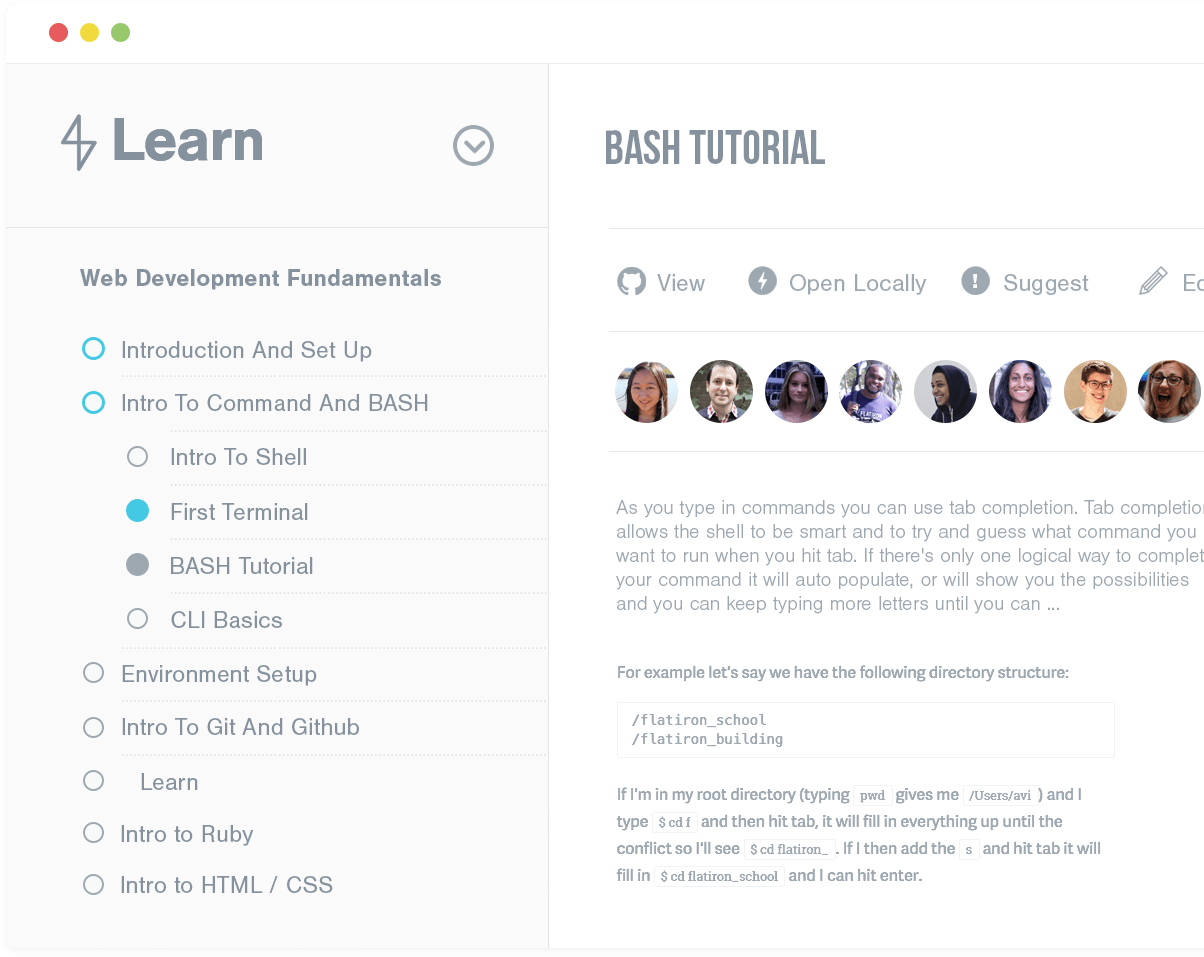 Learn
BASH TUTORIAL
Web Development Fundamentals
Introduction And Set Up
Intro To Command And BASH
Intro To Shell
First Terminal
BASH Tutorial
CLI Basics
Environment Setup
Intro To Git And Github
Learn
Intro to Ruby
Intro to HTML / CSS
View Open Locally Suggest
FLATIRON
As you type in commands you can use tab completion. Tab completion
allows the shell to be smart and to try and guess what command you
want to run when you hit tab. If there's only one logical way to complet
your command it will auto populate, or will show you the possibilities
and you can keep typing more letters until you can ...
For example let's say we have the following directory structure:
/flatiron_school
/flatiron_building
If I'm in my root directory (typing pwd gives me /Users/avi ) and I
type $ cd f and then hit tab, it will fill in everything up until the
conflict so I'll see $ cd flatiron_ . If I then add the s and hit tab it will
fill in $ cd flatiron_school and I can hit enter.